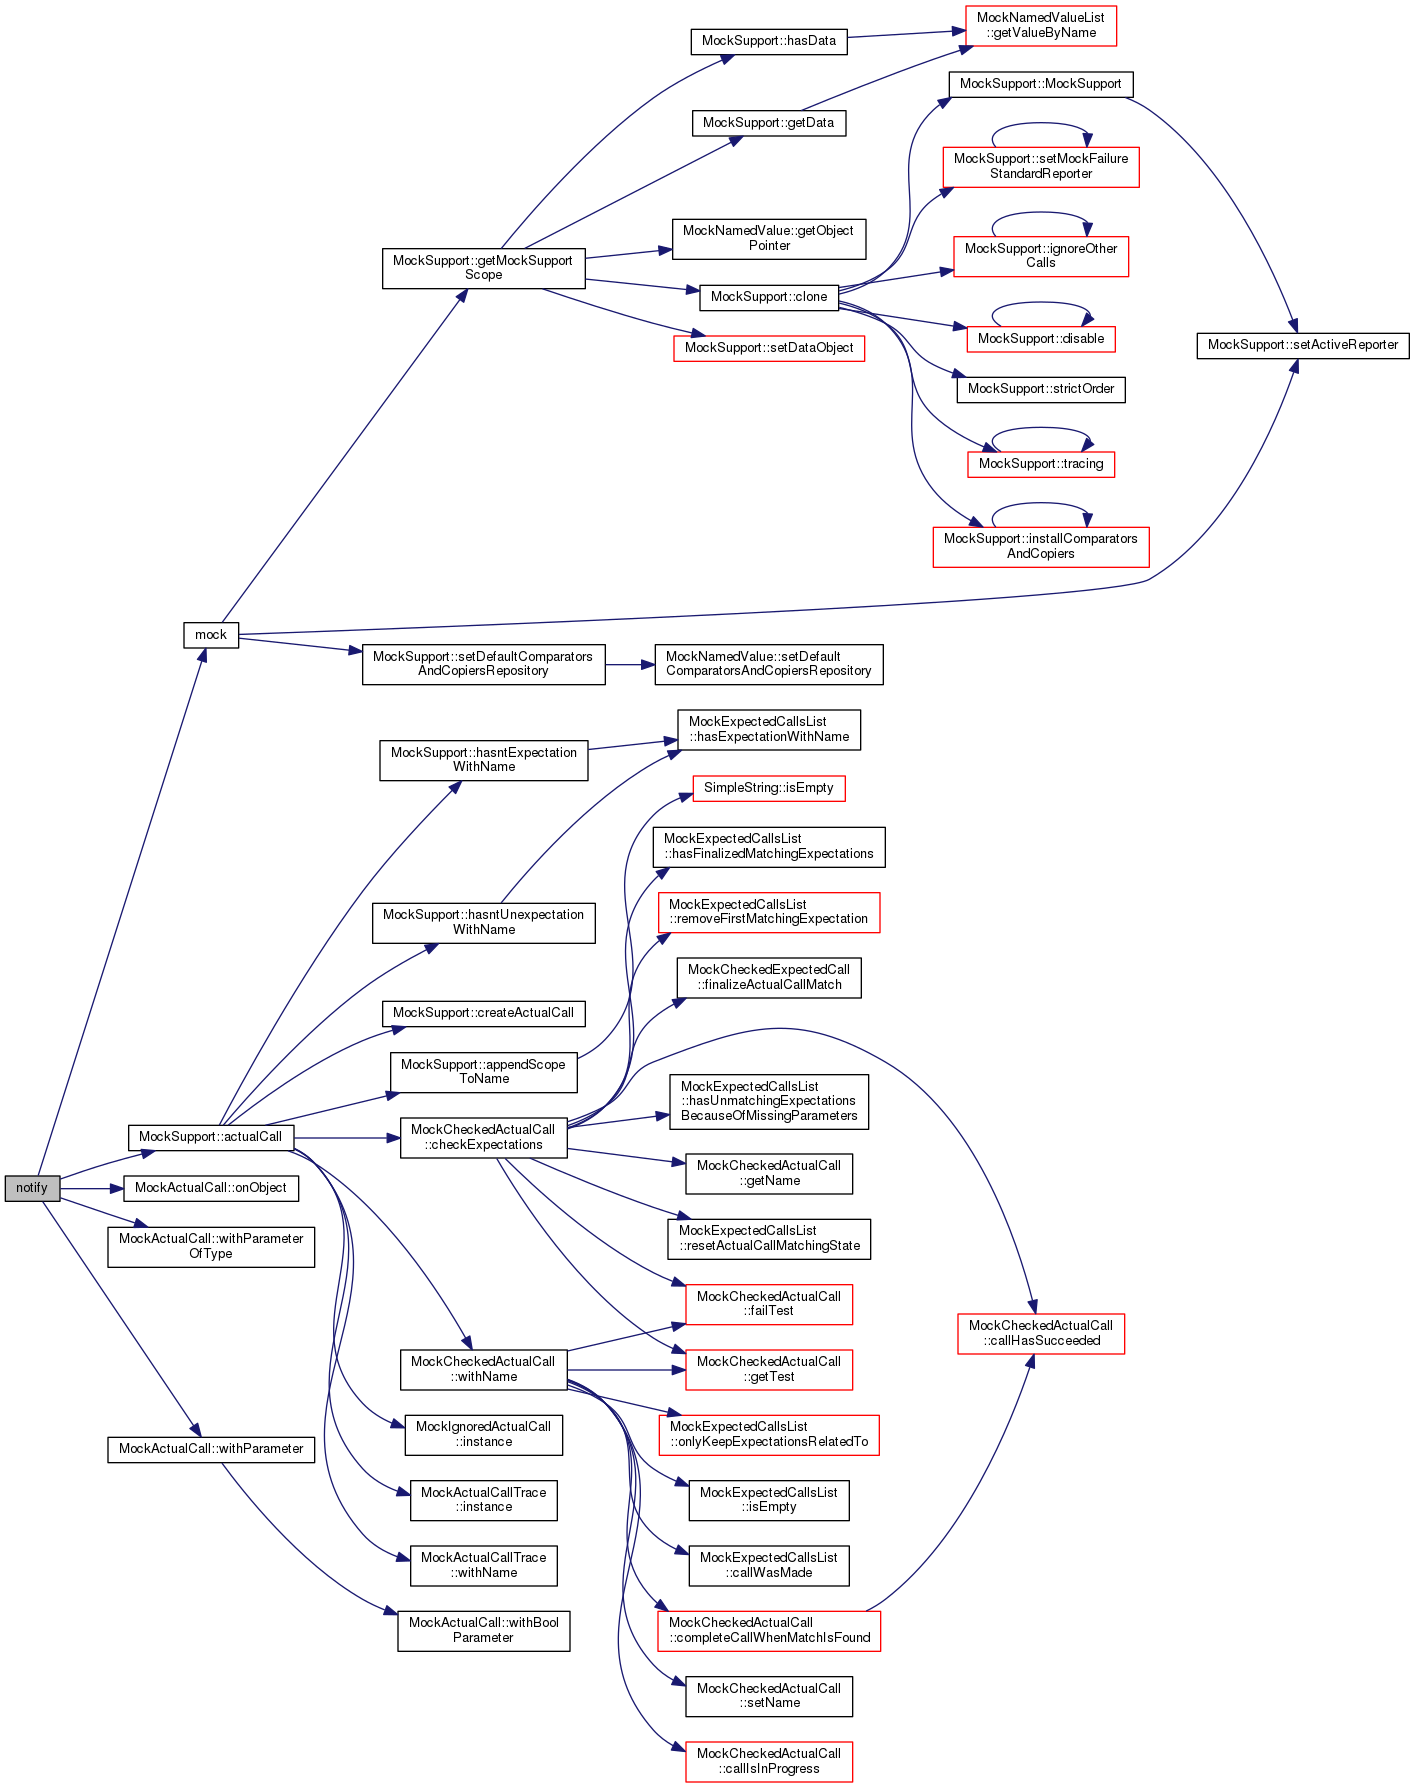 MockNamedValueList
::getValueByName
MockSupport::hasData
MockSupport::MockSupport
MockSupport::getData
MockSupport::setMockFailure
StandardReporter
MockNamedValue::getObject
Pointer
MockSupport::ignoreOther
Calls
MockSupport::getMockSupport
Scope
MockSupport::clone
MockSupport::disable
MockSupport::setDataObject
MockSupport::setActiveReporter
MockSupport::strictOrder
MockSupport::tracing
MockSupport::installComparators
AndCopiers
mock
MockSupport::setDefaultComparators
AndCopiersRepository
MockNamedValue::setDefault
ComparatorsAndCopiersRepository
MockExpectedCallsList
::hasExpectationWithName
MockSupport::hasntExpectation
WithName
SimpleString::isEmpty
MockExpectedCallsList
::hasFinalizedMatchingExpectations
MockSupport::hasntUnexpectation
WithName
MockExpectedCallsList
::removeFirstMatchingExpectation
MockCheckedExpectedCall
::finalizeActualCallMatch
MockSupport::createActualCall
MockSupport::appendScope
ToName
MockExpectedCallsList
::hasUnmatchingExpectations
BecauseOfMissingParameters
MockSupport::actualCall
MockCheckedActualCall
::checkExpectations
MockCheckedActualCall
::getName
notify
MockActualCall::onObject
MockActualCall::withParameter
OfType
MockExpectedCallsList
::resetActualCallMatchingState
MockCheckedActualCall
::failTest
MockCheckedActualCall
::callHasSucceeded
MockCheckedActualCall
::withName
MockCheckedActualCall
::getTest
MockActualCall::withParameter
MockIgnoredActualCall
::instance
MockExpectedCallsList
::onlyKeepExpectationsRelatedTo
MockActualCallTrace
::instance
MockExpectedCallsList
::isEmpty
MockActualCallTrace
::withName
MockExpectedCallsList
::callWasMade
MockActualCall::withBool
Parameter
MockCheckedActualCall
::completeCallWhenMatchIsFound
MockCheckedActualCall
::setName
MockCheckedActualCall
::callIsInProgress